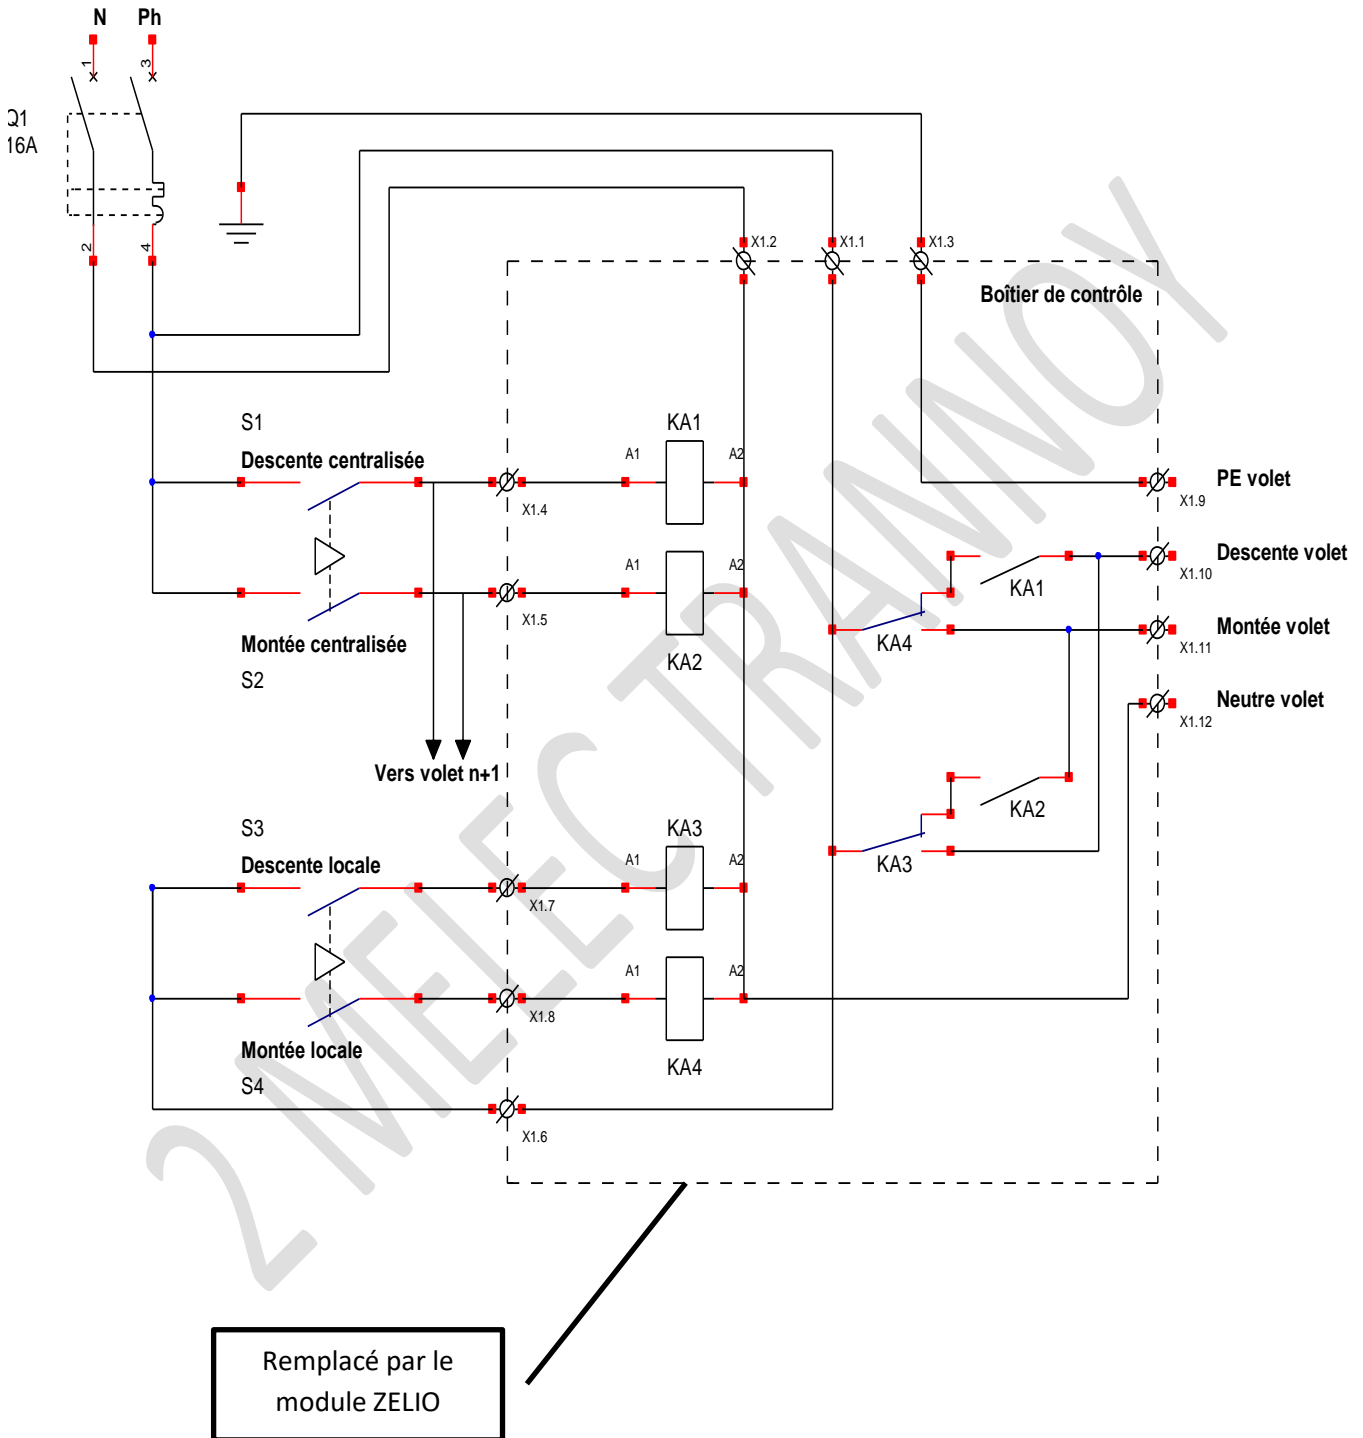 N Ph
1 3
Q1
16A
2 4
X1.2 X1.1 X1.3
Boîtier de contrôle
S1 KA1
Descente centralisée A1 A2
X1.4
PE volet
X1.9
A1 A2
X1.5
Descente volet
X1.10
KA1
Montée centralisée
S2 KA2
KA4
Montée volet
X1.11
Neutre volet
X1.12
Vers volet n+1
KA2
S3 KA3
Descente locale A1 A2
KA3
X1.7
A1 A2
X1.8
Montée locale
S4 KA4
X1.6
2 MELEC TRANNOY
Remplacé par le
module ZELIO